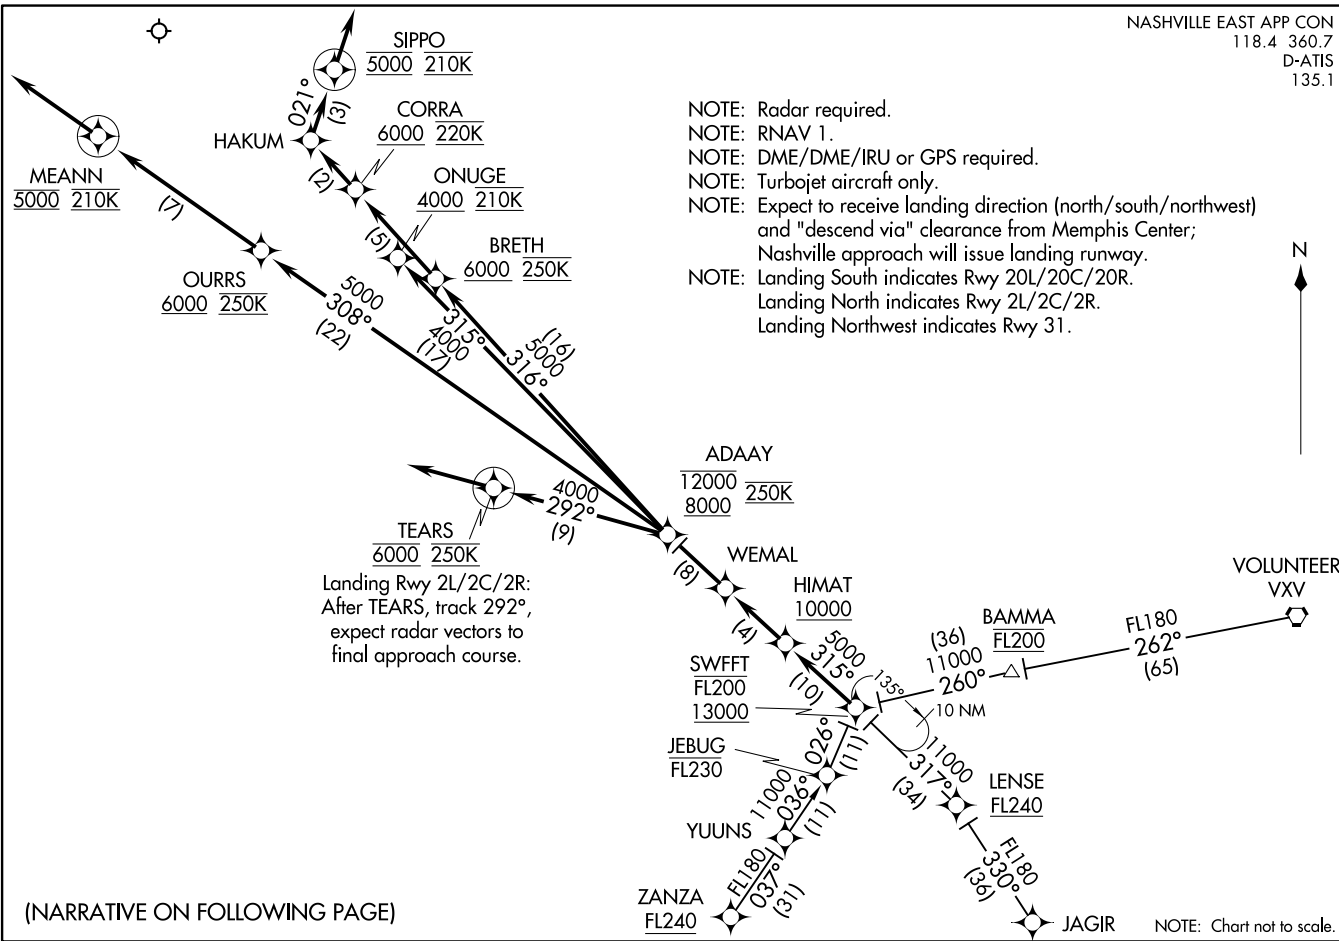 NASHVILLE EAST APP CON
118.4 360.7
D-ATIS
135.1
SIPPO
5000 210K
021°
(3)
CORRA
6000 220K
HAKUM
(2)
MEANN
5000 210K
(7)
ONUGE
4000 210K
(5)
BRETH
6000 250K
OURRS
6000 250K
5000
308°
(22)
315°
4000
(17)
(16)
5000
316°
NOTE: Radar required.
NOTE: RNAV 1.
NOTE: DME/DME/IRU or GPS required.
NOTE: Turbojet aircraft only.
NOTE: Expect to receive landing direction (north/south/northwest)
and "descend via" clearance from Memphis Center;
Nashville approach will issue landing runway.
NOTE: Landing South indicates Rwy 20L/20C/20R.
Landing North indicates Rwy 2L/2C/2R.
Landing Northwest indicates Rwy 31.
N
ADAAY
12000
8000
250K
4000
292°
(9)
TEARS
6000 250K
Landing Rwy 2L/2C/2R:
After TEARS, track 292°,
expect radar vectors to
final approach course.
(8)
WEMAL
(4)
HIMAT
10000
5000
315°
(10)
SWFFT
FL200
13000
135°
10 NM
(36)
11000
260°
BAMMA
FL200
FL180
262°
(65)
VOLUNTEER
VXV
JEBUG
FL230
026°
(11)
11000
036°
(11)
YUUNS
FL180
037°
(31)
ZANZA
FL240
11000
317°
(34)
LENSE
FL240
FL180
330°
(36)
JAGIR
(NARRATIVE ON FOLLOWING PAGE)
NOTE: Chart not to scale.